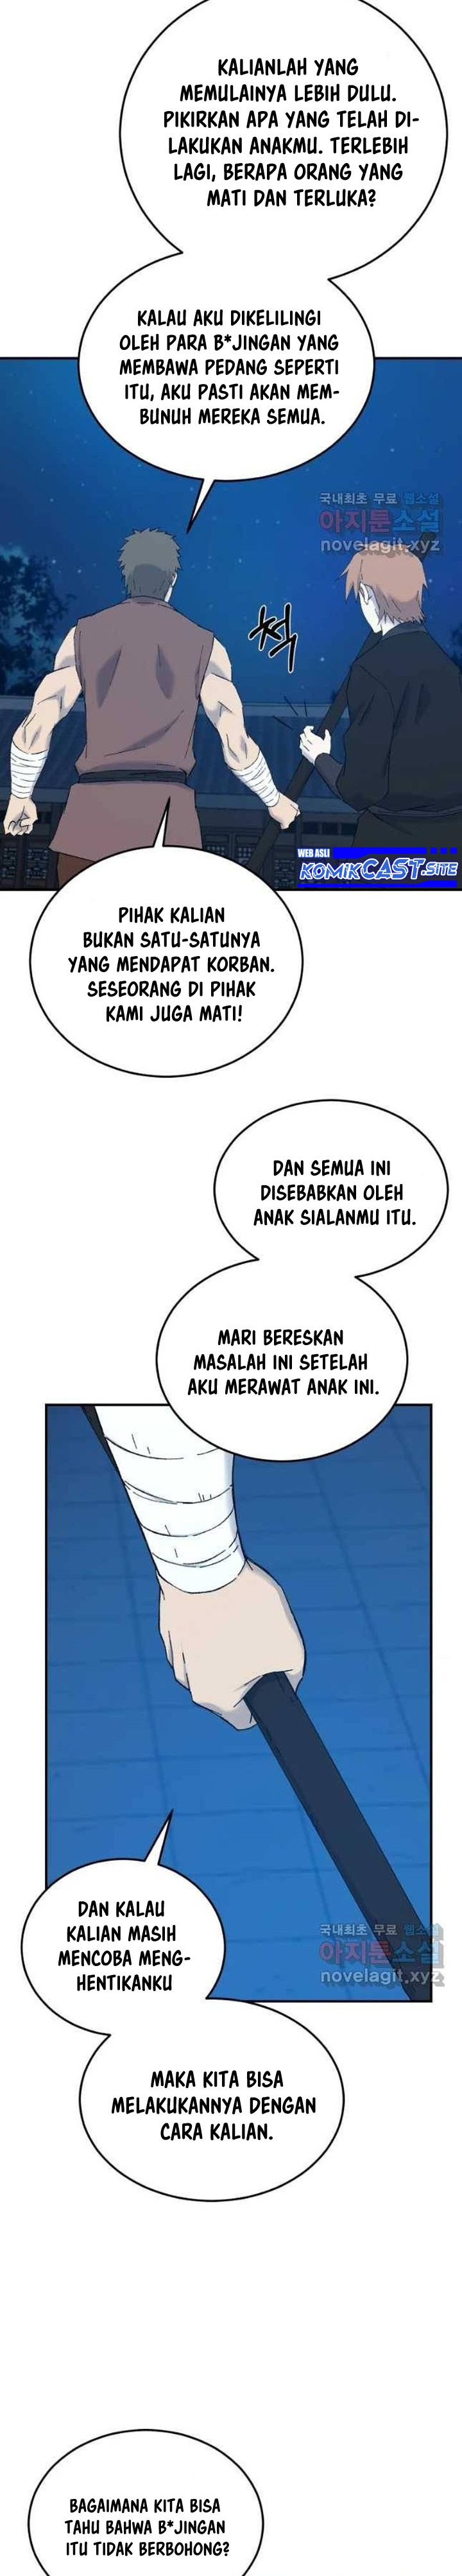 KALIANLAH YANG
MEMULAINYA LEBIH DULU.
PIKIRKAN APA YANG TELAH DI-
LAKUKAN ANAKMU. TERLEBIH
LAGI, BERAPA ORANG YANG
MATI DAN TERLUKA?
KALAU AKU DIKELILINGI
OLEH PARA B*JINGAN YANG
MEMBAWA PEDANG SEPERTI
ITU, AKU PASTI AKAN MEM-
BUNUH MEREKA SEMUA.
국내최초 무료 웹소설
아지툰소설
novelagit.xyz
척
WEB ASLI
KOMIKCAST.SITE
PIHAK KALIAN
BUKAN SATU-SATUNYA
YANG MENDAPAT KORBAN.
SESEORANG DI PIHAK
KAMI JUGA MATI!
DAN SEMUA INI
DISEBABKAN OLEH
ANAK SIALANMU ITU.
MARI BERESKAN
MASALAH INI SETELAH
AKU MERAWAT ANAK INI.
국내최초 무료 웹소설
아지툰소설
novelagit.xyz
DAN KALAU
KALIAN MASIH
MENCOBA MENG-
HENTIKANKU
MAKA KITA BISA
MELAKUKANNYA DENGAN
CARA KALIAN.
BAGAIMANA KITA BISA
TAHU BAHWA B*JINGAN
ITU TIDAK BERBOHONG?